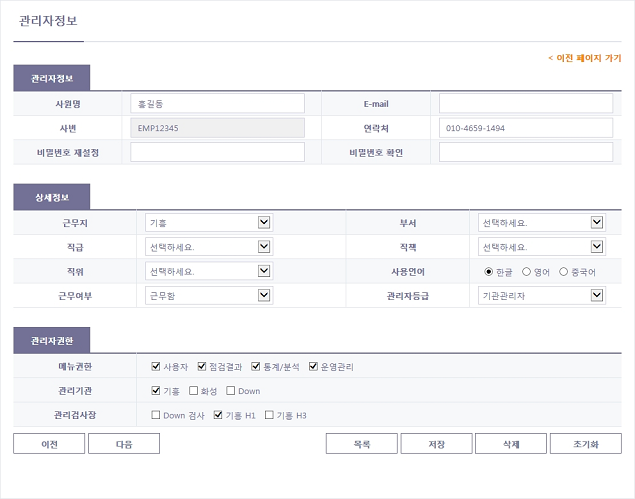 관리자정보
< 이전 페이지 가기
관리자정보
사원명 홍길동 E-mail
사번 EMP12345 연락처 010-4659-1494
비밀번호 재설정 비밀번호 확인
상세정보
근무지 기흥 부서 선택하세요.
직급 선택하세요. 직책 선택하세요.
직위 선택하세요. 사용언어 한글 영어 중국어
근무여부 근무함 관리자등급 기관관리자
관리자권한
메뉴권한 사용자 점검결과 통계/분석 운영관리
관리기관 기흥 화성 Down
관리검사장 Down 검사 기흥 H1 기흥 H3
이전 다음 목록 저장 삭제 초기화